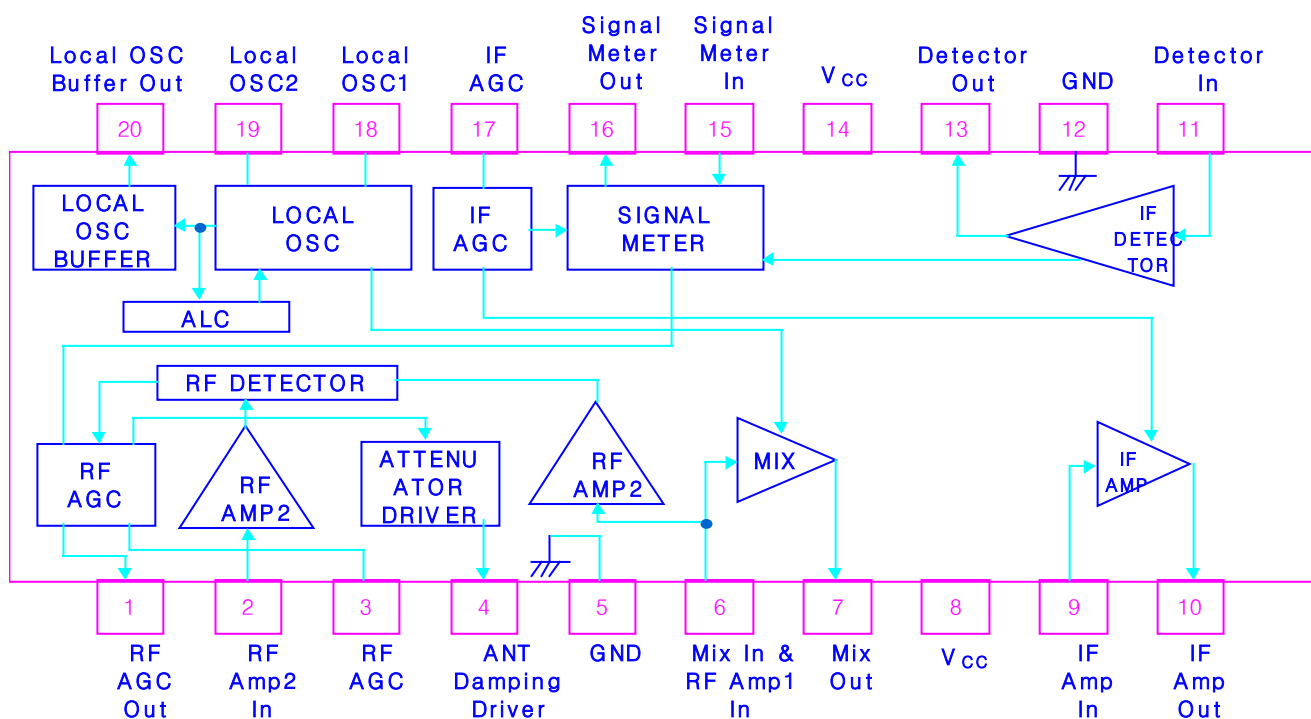 Local OSC
Buffer Out
Local
OSC2
Local
OSC1
IF
AGC
Signal
Meter
Out
Signal
Meter
In
VCC
Detector
Out
GND
Detector
In
20
19
18
17
16
15
14
13
12
11
LOCAL
OSC
BUFFER
LOCAL
OSC
IF
AGC
SIGNAL
METER
IF
DETEC
TOR
ALC
RF DETECTOR
RF
AGC
RF
AMP2
ATTENU
ATOR
DRIVER
RF
AMP2
MIX
IF
AMP
1
2
3
4
5
6
7
8
9
10
RF
AGC
Out
RF
Amp2
In
RF
AGC
ANT
Damping
Driver
GND
Mix In &
RF Amp1
In
Mix
Out
VCC
IF
Amp
In
IF
Amp
Out